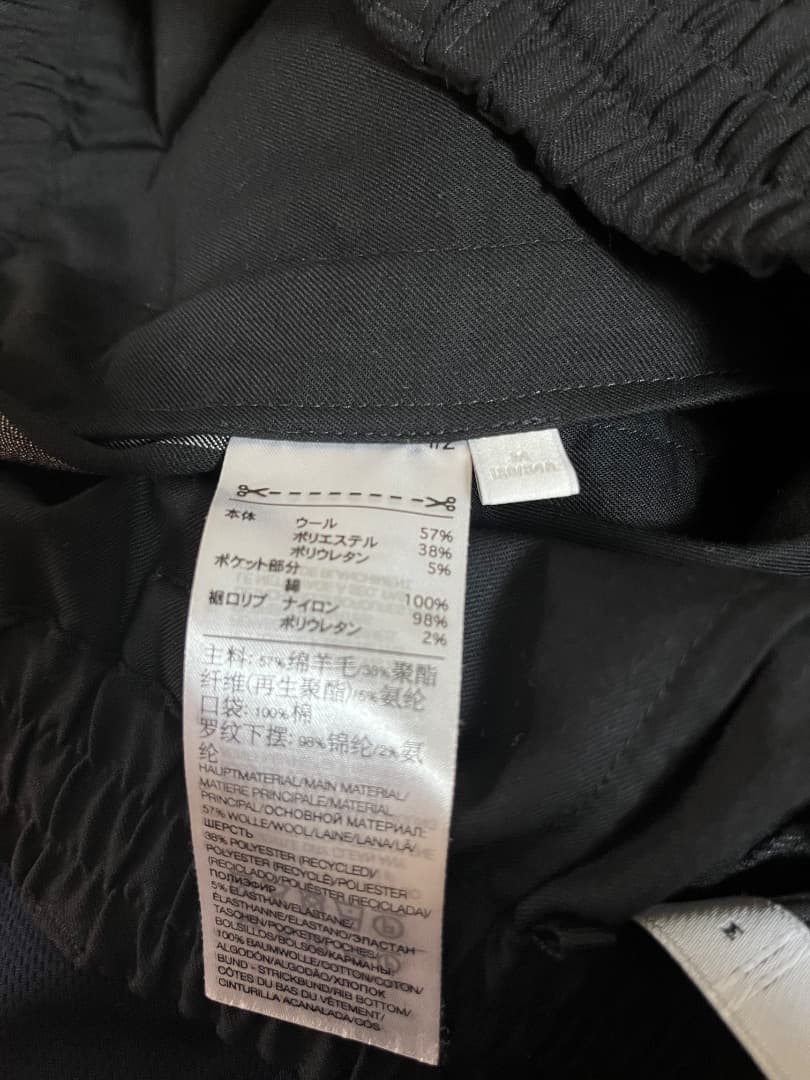 本体 ウール 57%
ポリエステル 38%
ポリウレタン 5%
ポケット部分
綿 100%
裾口リブ ナイロン 98%
ポリウレタン 2%
主料: 57%绵羊毛/38%聚酯
纤维(再生聚酯)/5%氨纶
口袋: 100%棉
罗纹下摆: 98%锦纶/2%氨
纶
HAUPTMATERIAL/MAIN MATERIAL/
MATIERE PRINCIPALE/MATERIAL
PRINCIPAL/ОСНОВНОЙ МАТЕРИАЛ:
57% WOLLE/WOOL/LAINE/LANA/LÃ/
ШЕРСТЬ
38% POLYESTER (RECYCLED)/
POLYESTER (RECYCLÉ)/POLIESTER
(RECICLADO)/POLIÉSTER (RECICLADA)/
ПОЛИЭФИР
5% ELASTHAN/ELASTANE/
ÉLASTHANNE/ELASTANO/ЭЛАСТАН
TASCHEN/POCKETS/POCHES/
BOLSILLOS/BOLSOS/КАРМАНЫ:
100% BAUMWOLLE/COTTON/COTON/
ALGODÓN/ALGODÃO/ХЛОПОК
BUND - STRICKBUND/RIB BOTTOM/
CÔTES DU BAS DU VÊTEMENT/
CINTURILLA ACANALADA/CÓS
M